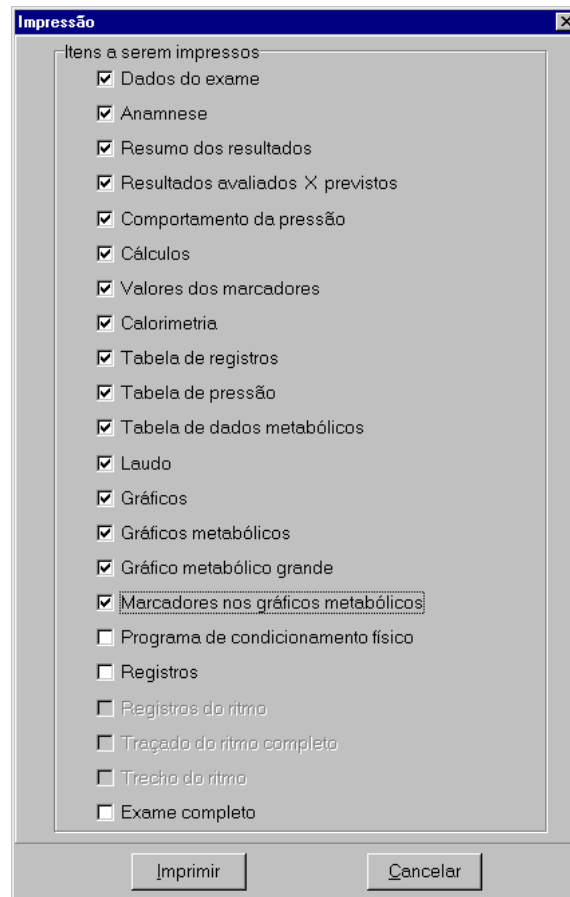 Impressão
Itens a serem impressos
Dados do exame
Anamnese
Resumo dos resultados
Resultados avaliados X previstos
Comportamento da pressão
Cálculos
Valores dos marcadores
Calorimetria
Tabela de registros
Tabela de pressão
Tabela de dados metabólicos
Laudo
Gráficos
Gráficos metabólicos
Gráfico metabólico grande
Marcadores nos gráficos metabólicos
Programa de condicionamento físico
Registros
Registros do ritmo
Traçado do ritmo completo
Trecho do ritmo
Exame completo
Imprimir Cancelar